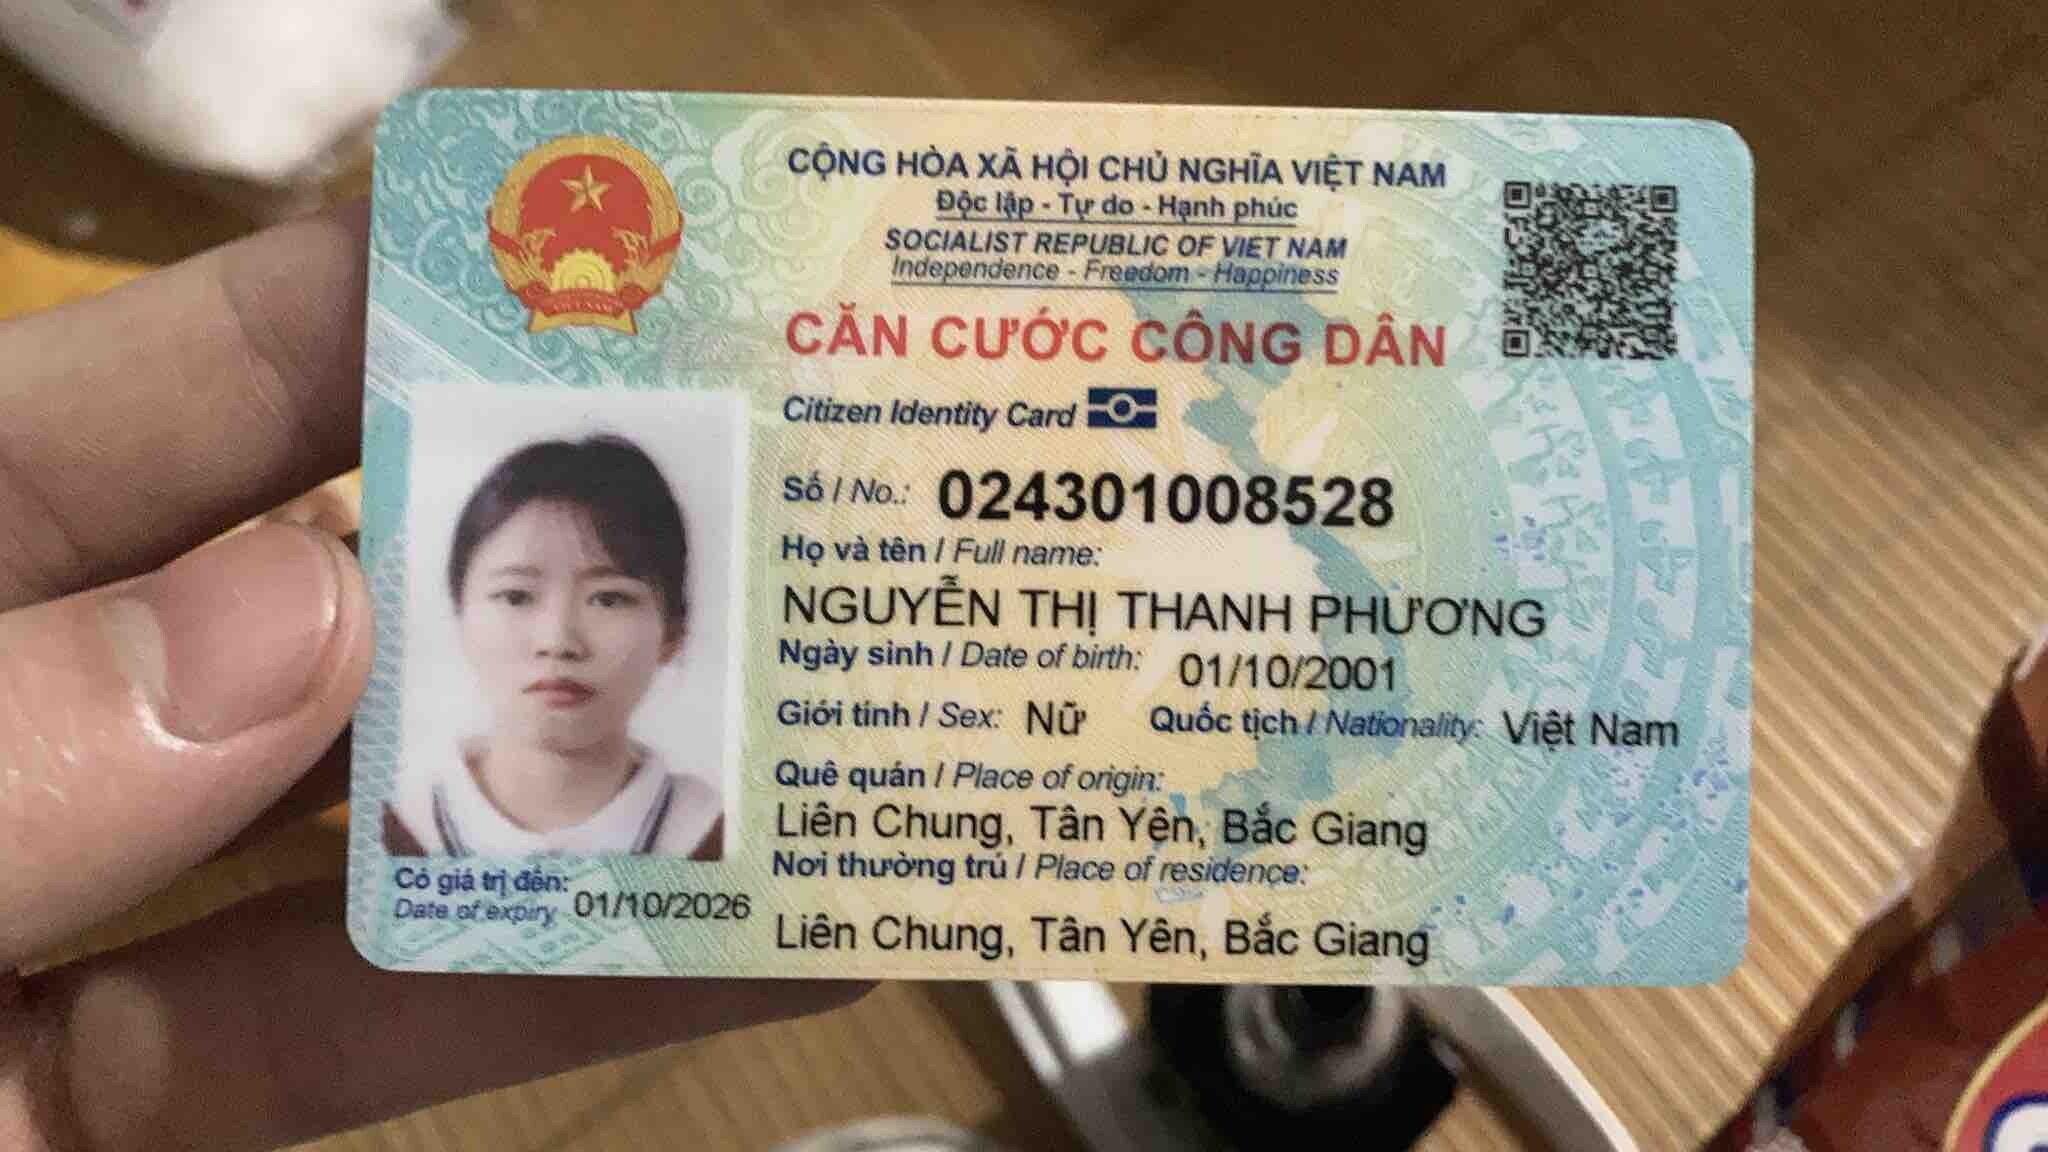 CỘNG HÒA XÃ HỘI CHỦ NGHĨA VIỆT NAM
Độc lập - Tự do - Hạnh phúc
SOCIALIST REPUBLIC OF VIET NAM
Independence - Freedom - Happiness
CĂN CƯỚC CÔNG DÂN
Citizen Identity Card
Số / No.: 024301008528
Họ và tên / Full name:
NGUYỄN THỊ THANH PHƯƠNG
Ngày sinh / Date of birth: 01/10/2001
Giới tính / Sex: Nữ Quốc tịch / Nationality: Việt Nam
Quê quán / Place of origin:
Liên Chung, Tân Yên, Bắc Giang
Nơi thường trú / Place of residence:
Liên Chung, Tân Yên, Bắc Giang
Có giá trị đến: 01/10/2026
Date of expiry